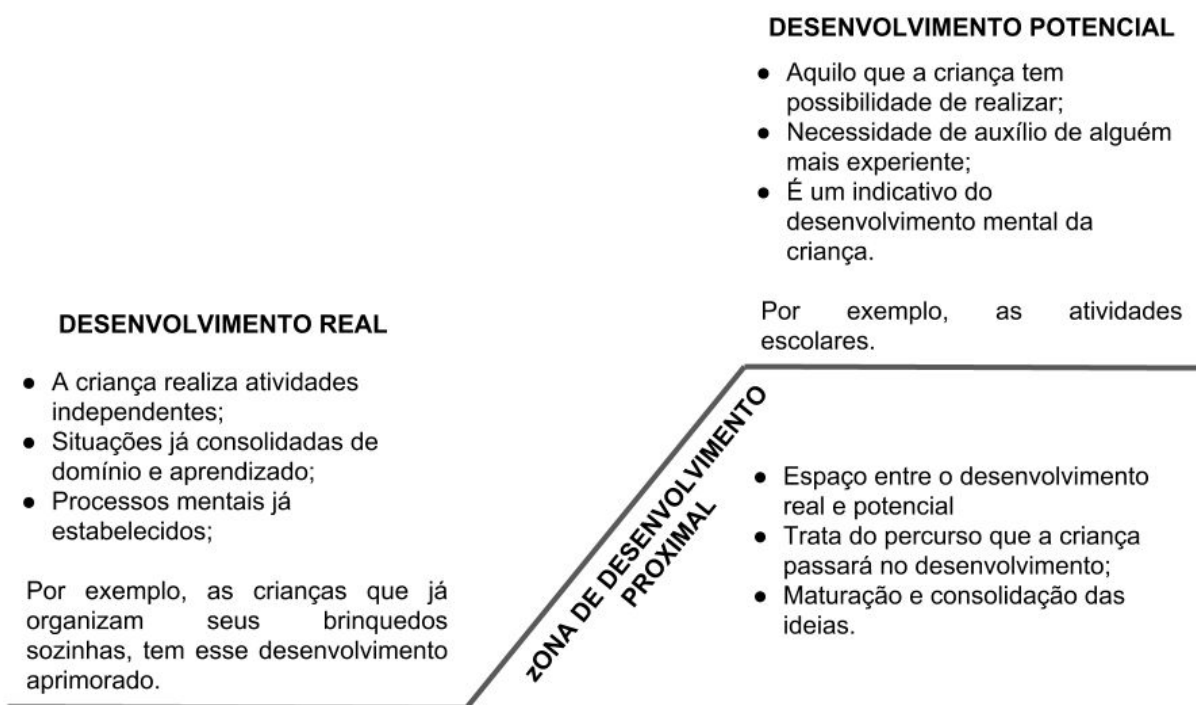 DESENVOLVIMENTO POTENCIAL
● Aquilo que a criança tem
possibilidade de realizar;
● Necessidade de auxílio de alguém
mais experiente;
● É um indicativo do
desenvolvimento mental da
criança.
Por exemplo, as atividades
escolares.
DESENVOLVIMENTO REAL
● A criança realiza atividades
independentes;
● Situações já consolidadas de
domínio e aprendizado;
● Processos mentais já
estabelecidos;
Por exemplo, as crianças que já
organizam seus brinquedos
sozinhas, tem esse desenvolvimento
aprimorado.
zONA DE DESENVOLVIMENTO
PROXIMAL
● Espaço entre o desenvolvimento
real e potencial
● Trata do percurso que a criança
passará no desenvolvimento;
● Maturação e consolidação das
ideias.